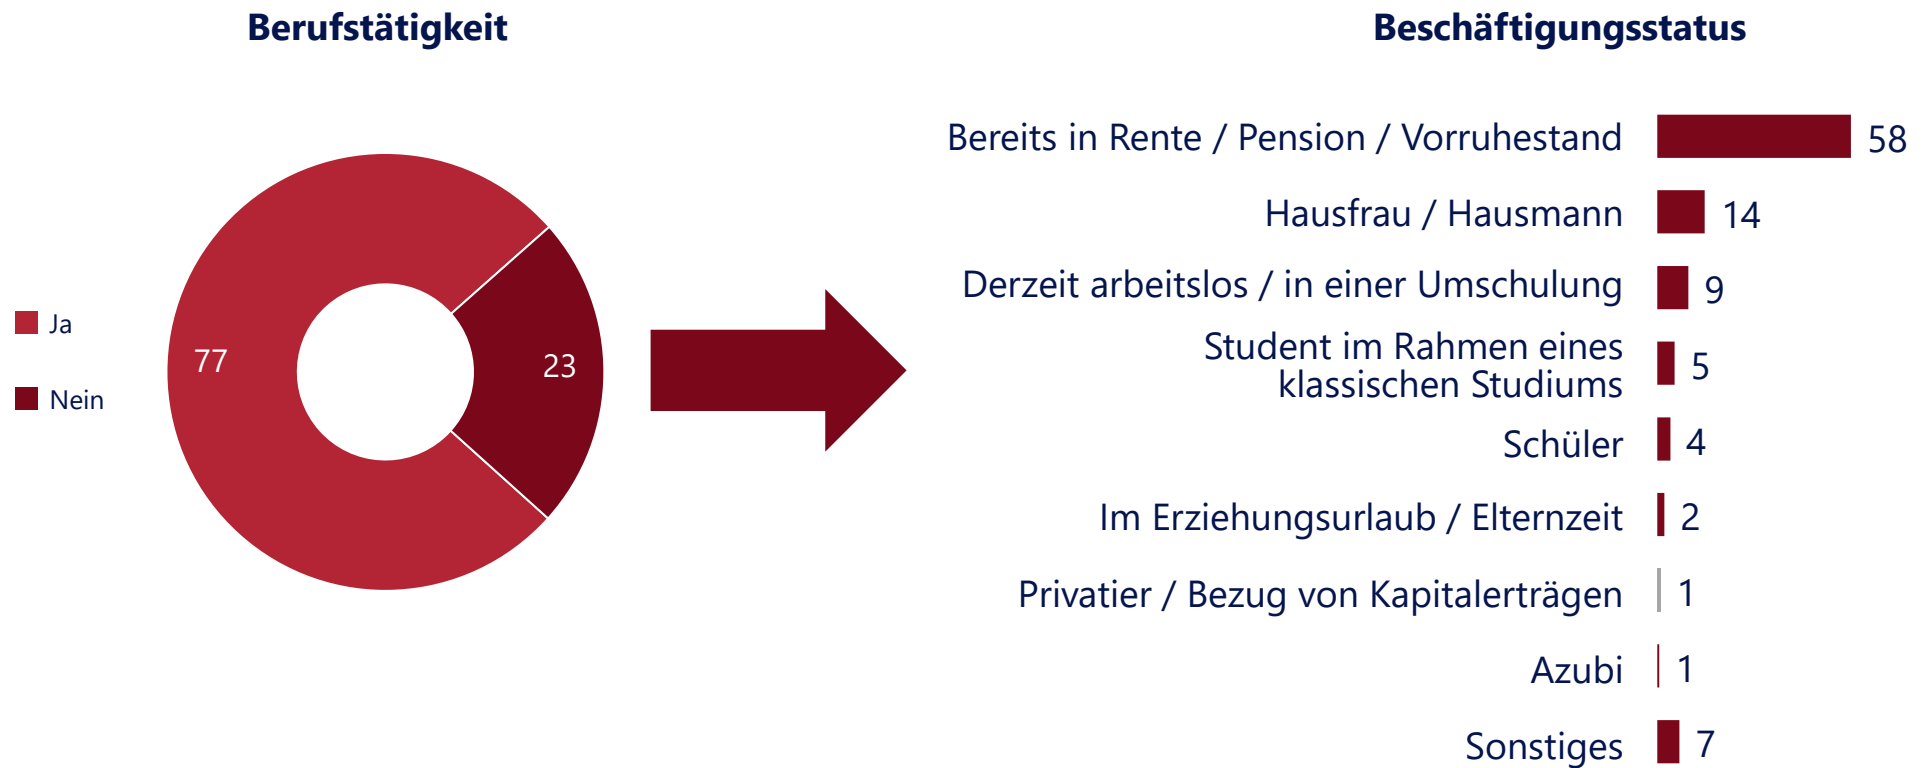 Berufstätigkeit
Ja
Nein
77
23
Beschäftigungsstatus
Bereits in Rente / Pension / Vorruhestand 58
Hausfrau / Hausmann 14
Derzeit arbeitslos / in einer Umschulung 9
Student im Rahmen eines
klassischen Studiums 5
Schüler 4
Im Erziehungsurlaub / Elternzeit 2
Privatier / Bezug von Kapitalerträgen 1
Azubi 1
Sonstiges 7